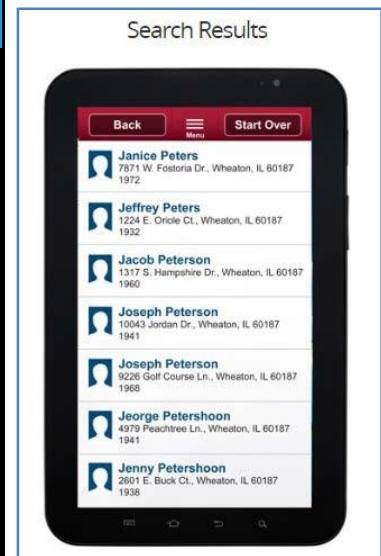 Search Results
Back
Menu
Start Over
Janice Peters
7871 W. Fostoria Dr., Wheaton, IL 60187
1972
Jeffrey Peters
1224 E. Oriole Ct., Wheaton, IL 60187
1932
Jacob Peterson
1317 S. Hampshire Dr., Wheaton, IL 60187
1960
Joseph Peterson
10043 Jordan Dr., Wheaton, IL 60187
1941
Joseph Peterson
9226 Golf Course Ln., Wheaton, IL 60187
1968
Jeorge Petershoon
4979 Peachtree Ln., Wheaton, IL 60187
1941
Jenny Petershoon
2601 E. Buck Ct., Wheaton, IL 60187
1938